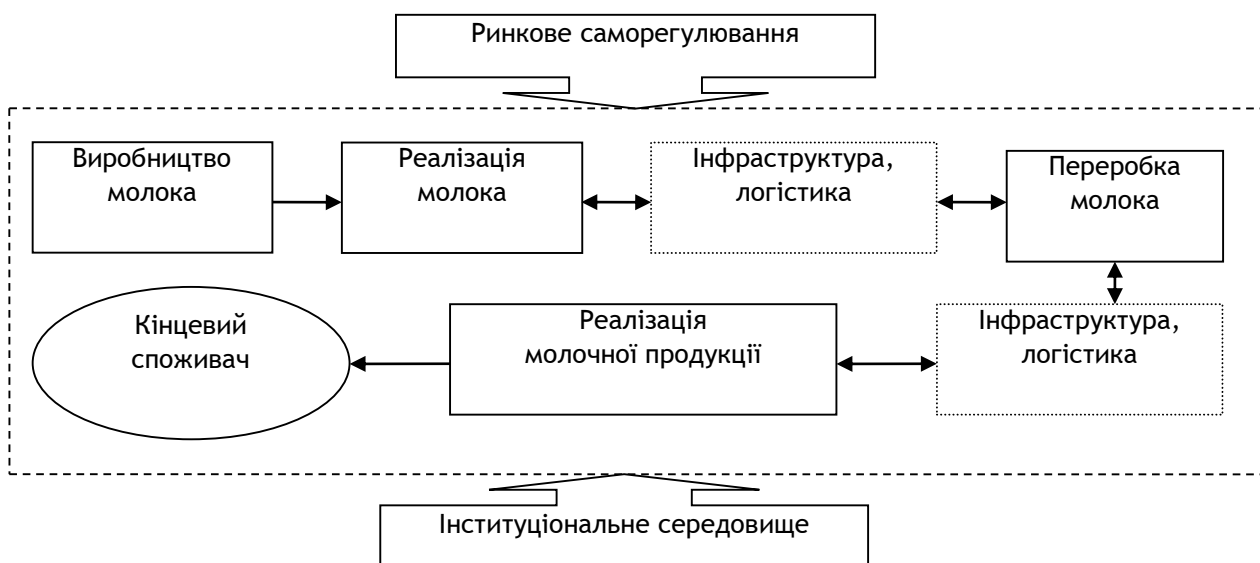 Ринкове саморегулювання
Виробництво
молока
Реалізація
молока
Інфраструктура,
логістика
Переробка
молока
Кінцевий
споживач
Реалізація
молочної продукції
Інфраструктура,
логістика
Інституціональне середовище